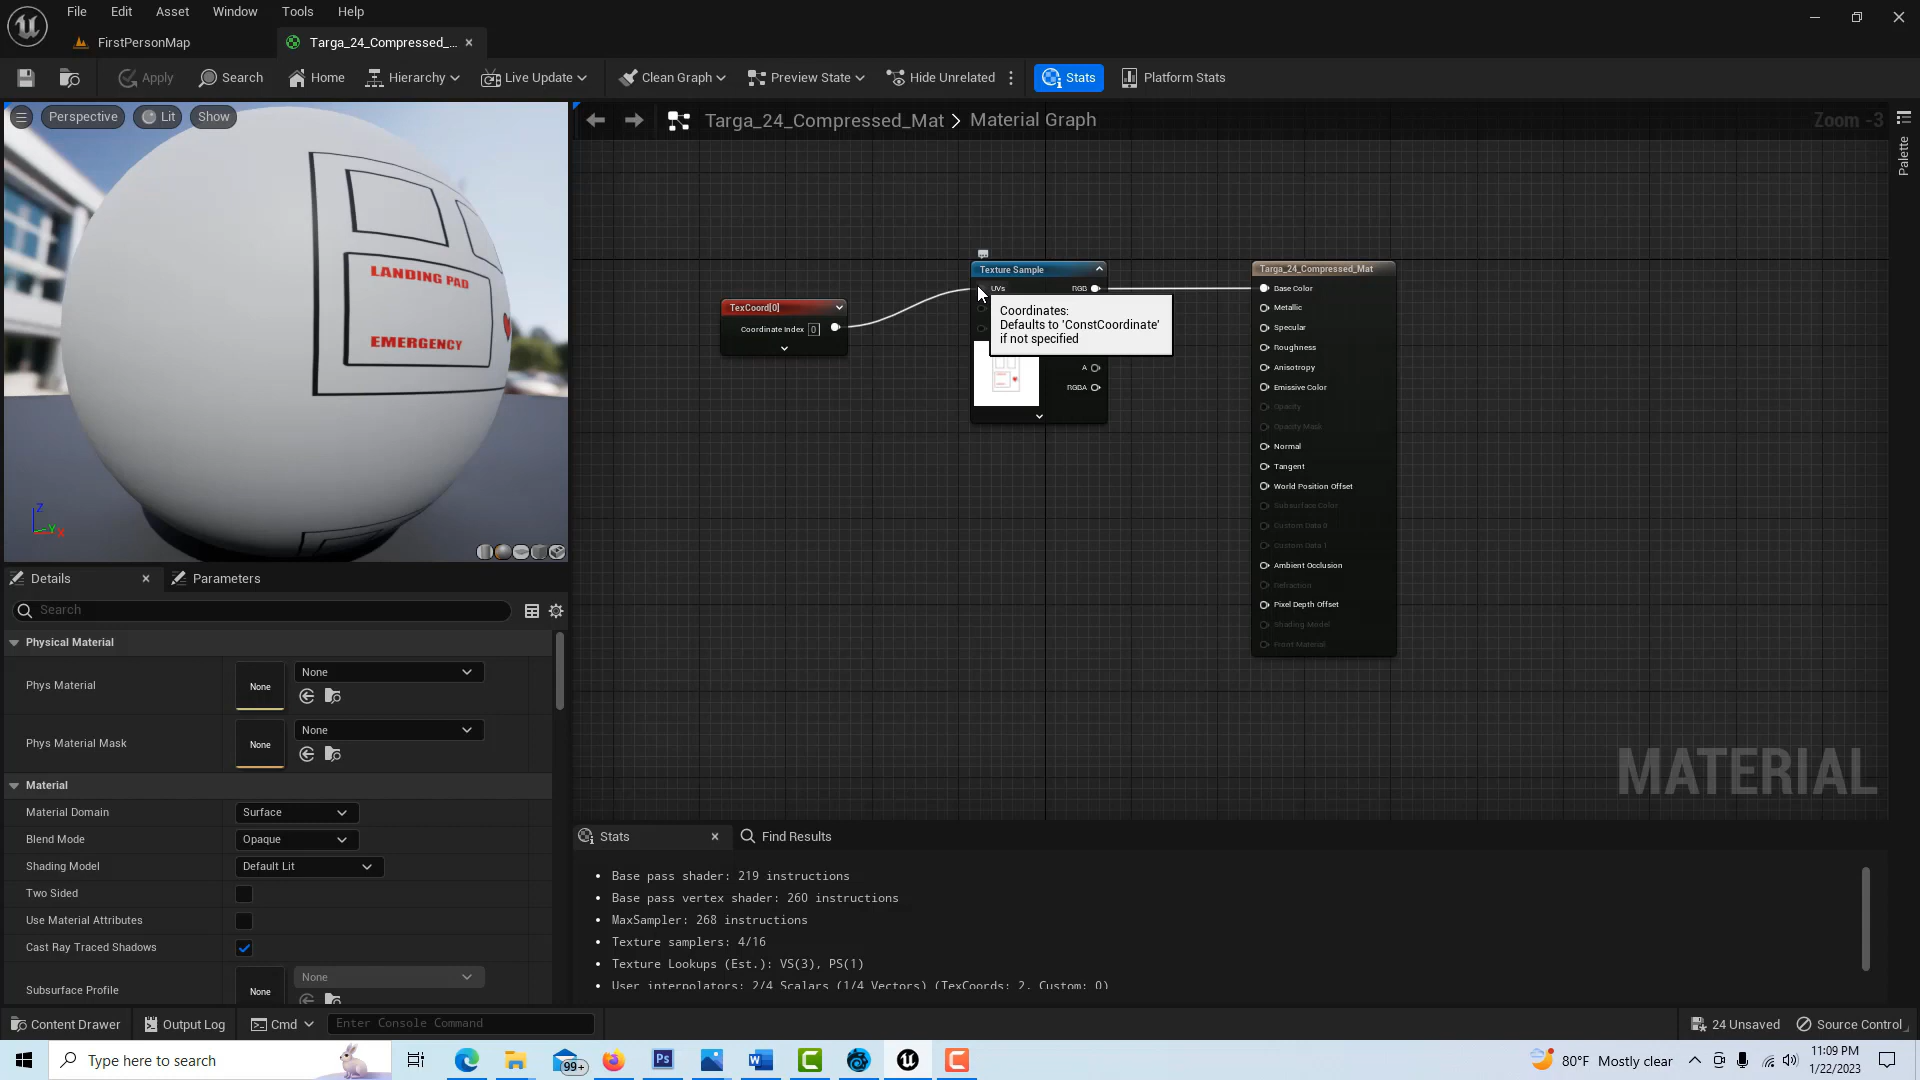 File Edit Asset Window Tools Help
FirstPersonMap
Targa_24_Compressed_...
Apply Search Home Hierarchy Live Update Clean Graph Preview State Hide Unrelated Stats Platform Stats
Perspective Lit Show
Targa_24_Compressed_Mat > Material Graph
Zoom -3
Palette
LANDING PAD
EMERGENCY
Z
Y
X
TexCoord[0]
Coordinate Index 0
Texture Sample
UVs RGB
Coordinates:
Defaults to 'ConstCoordinate'
if not specified
A
RGBA
Targa_24_Compressed_Mat
Base Color
Metallic
Specular
Roughness
Anisotropy
Emissive Color
Opacity
Opacity Mask
Normal
Tangent
World Position Offset
Subsurface Color
Custom Data 0
Custom Data 1
Ambient Occlusion
Refraction
Pixel Depth Offset
Shading Model
Front Material
MATERIAL
Details Parameters
Search
Physical Material
Phys Material None None
Phys Material Mask None None
Material
Material Domain Surface
Blend Mode Opaque
Shading Model Default Lit
Two Sided
Use Material Attributes
Cast Ray Traced Shadows
Subsurface Profile None None
Stats Find Results
Base pass shader: 219 instructions
Base pass vertex shader: 260 instructions
MaxSampler: 268 instructions
Texture samplers: 4/16
Texture Lookups (Est.): VS(3), PS(1)
User interpolators: 2/4 Scalars (1/4 Vectors) (TexCoords: 2, Custom: 0)
Content Drawer Output Log Cmd Enter Console Command 24 Unsaved Source Control
Type here to search
99+
Ps
80°F Mostly clear
11:09 PM
1/22/2023